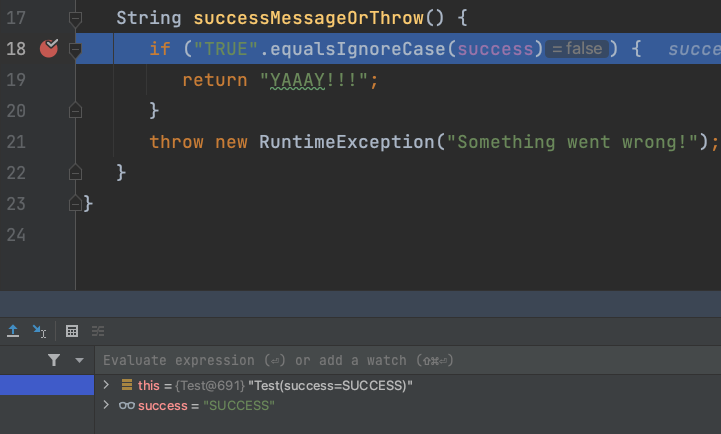 17 String successMessageOrThrow() {
18 if ("TRUE".equalsIgnoreCase(success) = false ) { succe
19 return "YAAAY!!!";
20 }
21 throw new RuntimeException("Something went wrong!");
22 }
23 }
24
Evaluate expression (⏎) or add a watch (⇧⌘⏎)
this = {Test@691} "Test(success=SUCCESS)"
success = "SUCCESS"